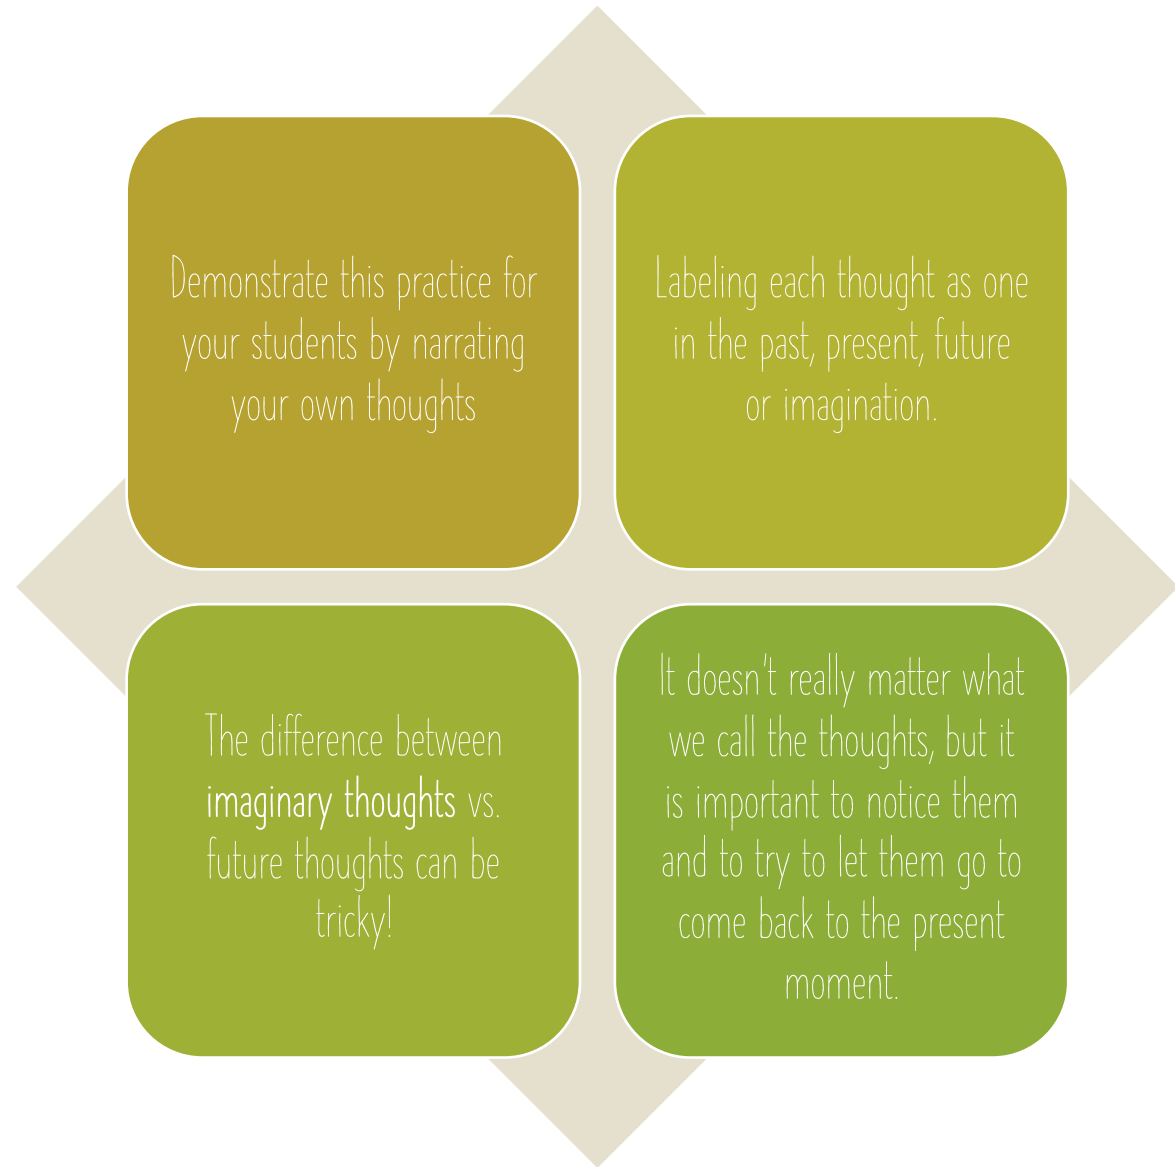 Demonstrate this practice for
your students by narrating
your own thoughts
Labeling each thought as one
in the past, present, future
or imagination.
The difference between
imaginary thoughts vs.
future thoughts can be
tricky!
It doesn't really matter what
we call the thoughts, but it
is important to notice them
and to try to let them go to
come back to the present
moment.